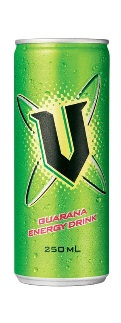 V
GUARANA
ENERGY DRINK
250 mL